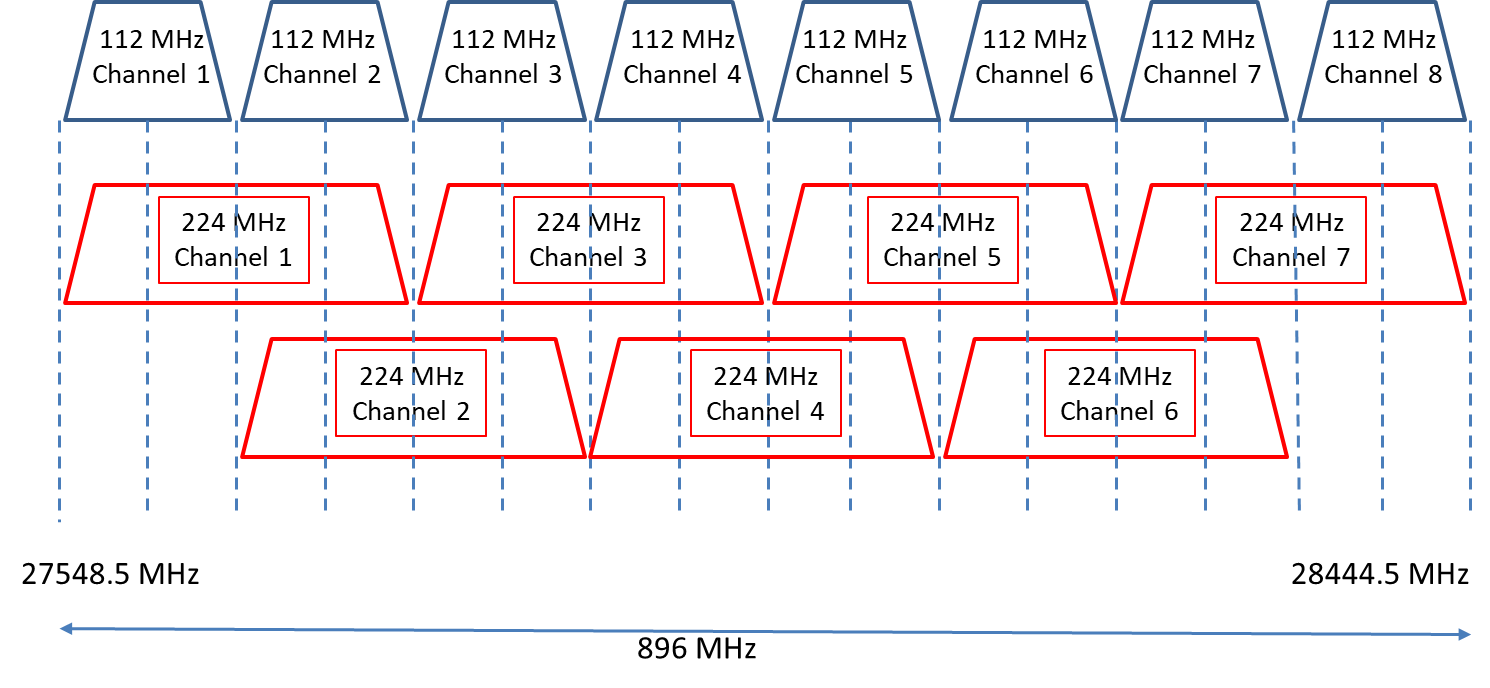 112 MHz
Channel 1
112 MHz
Channel 2
112 MHz
Channel 3
112 MHz
Channel 4
112 MHz
Channel 5
112 MHz
Channel 6
112 MHz
Channel 7
112 MHz
Channel 8
224 MHz
Channel 1
224 MHz
Channel 3
224 MHz
Channel 5
224 MHz
Channel 7
224 MHz
Channel 2
224 MHz
Channel 4
224 MHz
Channel 6
27548.5 MHz
28444.5 MHz
896 MHz